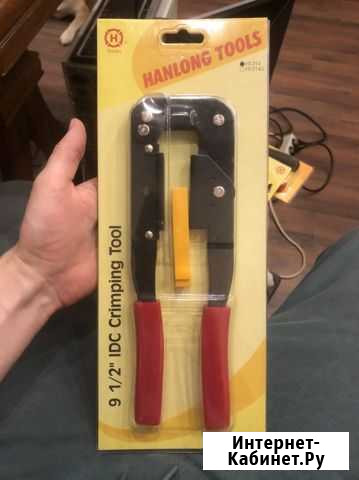 H
HANLONG TOOLS
9 1/2" IDC Crimping Tool
Интернет-
Кабинет.Ру